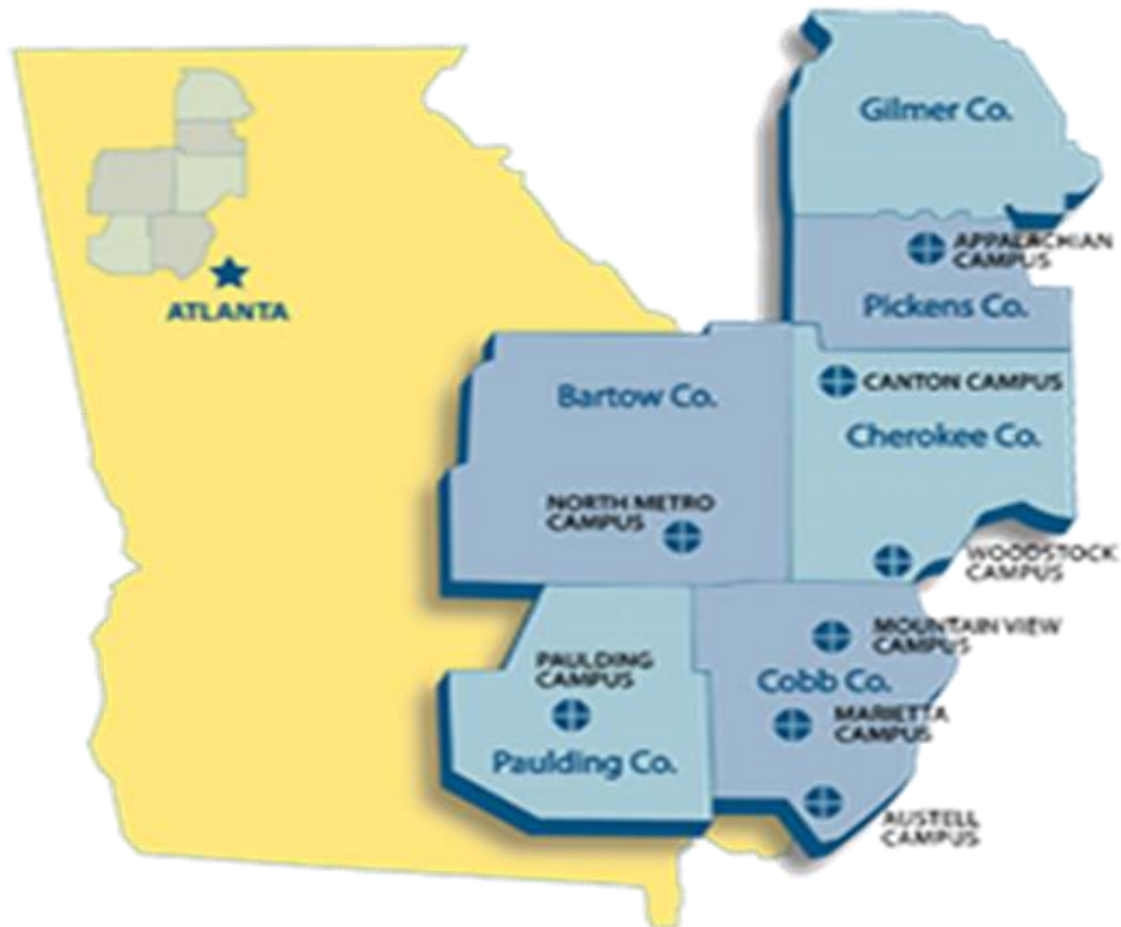 Gilmer Co.
APPALACHIAN
CAMPUS
Pickens Co.
ATLANTA
CANTON CAMPUS
Bartow Co.
Cherokee Co.
NORTH METRO
CAMPUS
WOODSTOCK
CAMPUS
MOUNTAIN VIEW
CAMPUS
PAULDING
CAMPUS
Cobb Co.
MARIETTA
CAMPUS
Paulding Co.
AUSTELL
CAMPUS